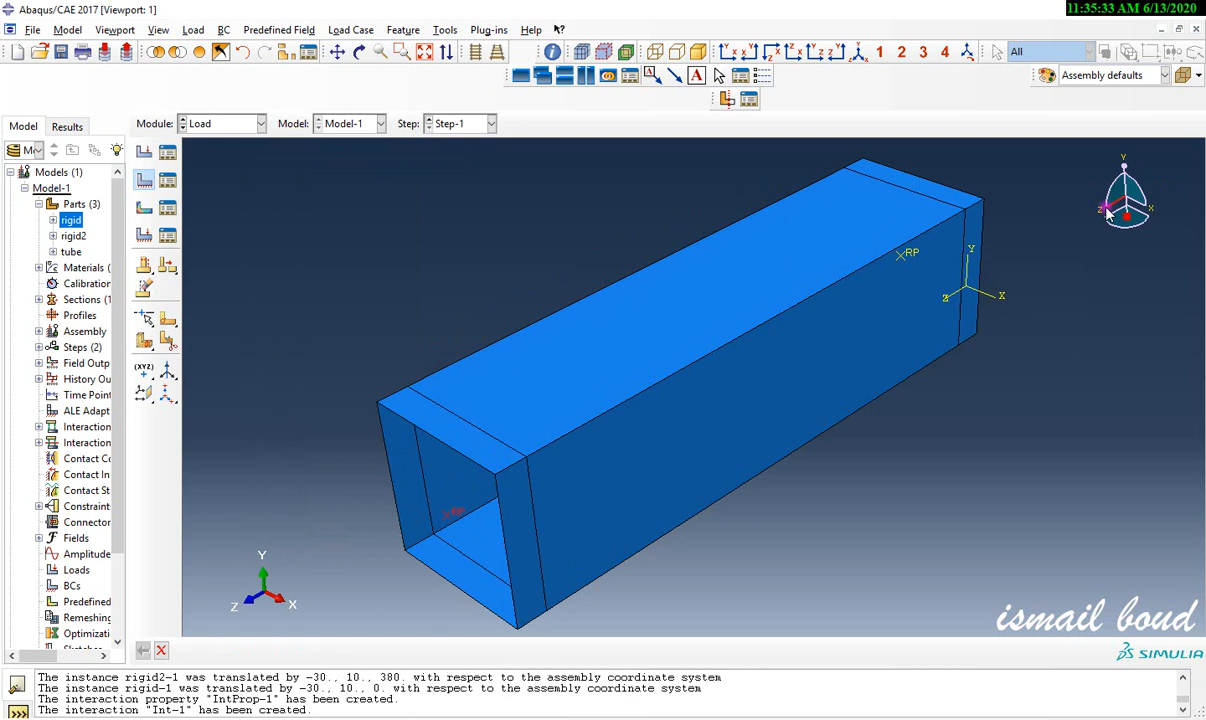 Abaqus/CAE 2017 [Viewport: 1]
11:35:33 AM 6/13/2020
File Model Viewport View Load BC Predefined Field Load Case Feature Tools Plug-ins Help
1 2 3 4
All
A
A
Assembly defaults
Model Results
Module: Load Model: Model-1 Step: Step-1
Models (1)
Model-1
Parts (3)
rigid
rigid2
tube
Materials (
Calibration
Sections (1
Profiles
Assembly
Steps (2)
Field Outp
History Ou
Time Point
ALE Adapt
Interaction
Interaction
Contact Co
Contact In
Contact St
Constraint
Connector
Fields
Amplitude
Loads
BCs
Predefined
Remeshing
Optimizati
Sketches
(XYZ)
Y
Z
X
RP
Y
Z
X
RP
Y
Z
X
ismail boud
SIMULIA
The instance rigid2-1 was translated by -30., 10., 380. with respect to the assembly coordinate system
The instance rigid-1 was translated by -30., 10., 0. with respect to the assembly coordinate system
The interaction property "IntProp-1" has been created.
The interaction "Int-1" has been created.